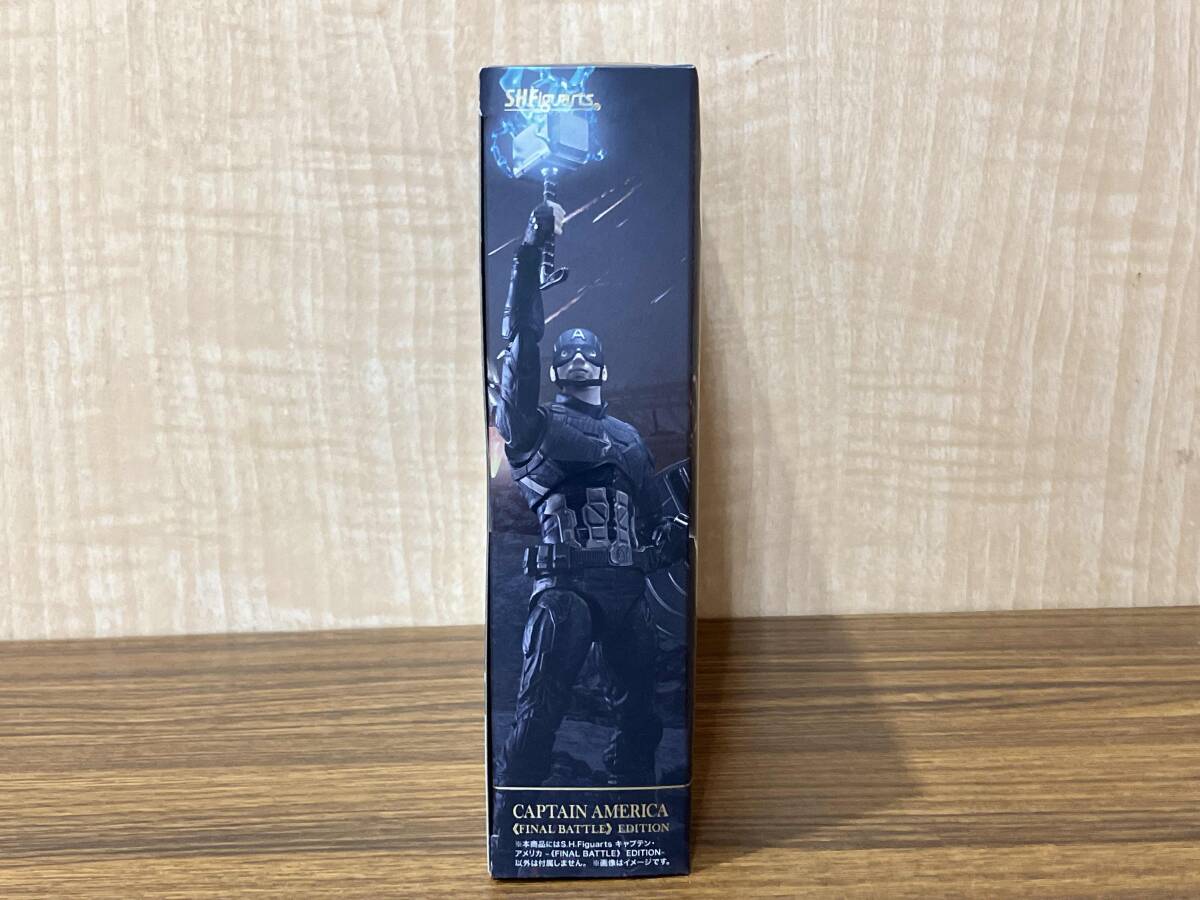 S.H.Figuarts
A
CAPTAIN AMERICA
《FINAL BATTLE》 EDITION
※本商品にはS.H.Figuarts キャプテン・
アメリカ -《FINAL BATTLE》 EDITION-
以外は付属しません。 ※画像はイメージです。